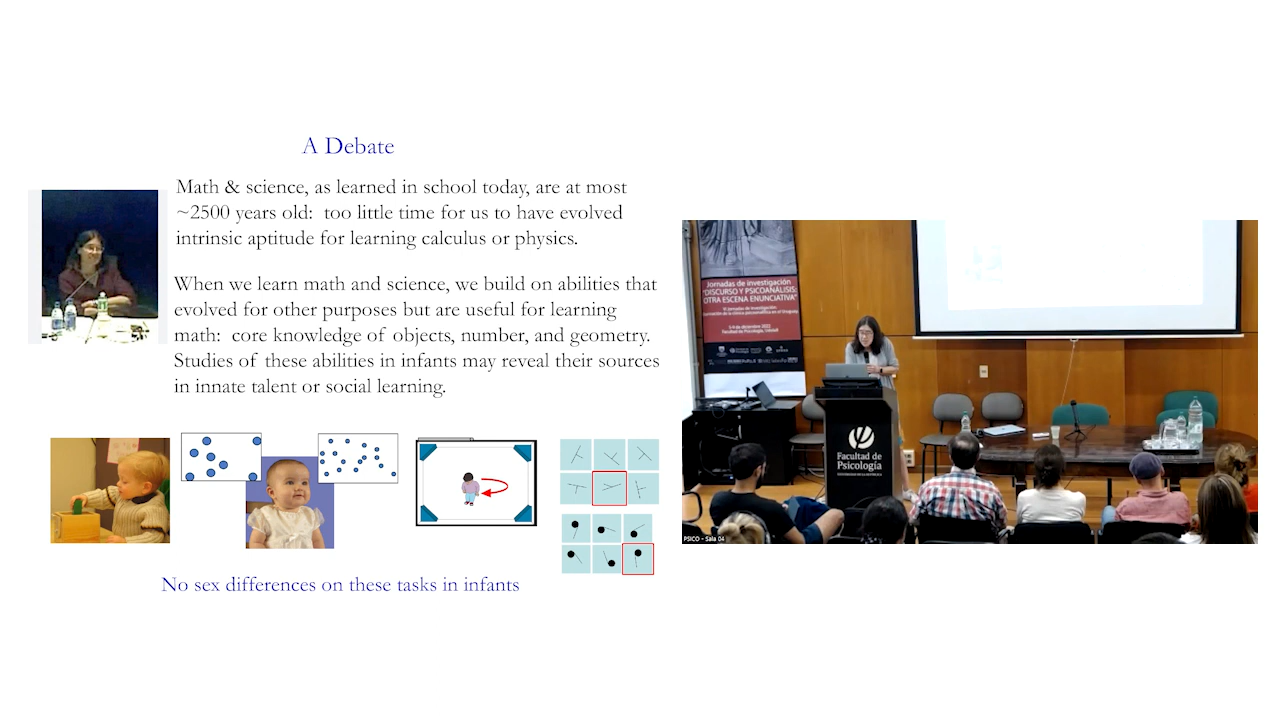 A Debate
Math & science, as learned in school today, are at most
~2500 years old: too little time for us to have evolved
intrinsic aptitude for learning calculus or physics.
When we learn math and science, we build on abilities that
evolved for other purposes but are useful for learning
math: core knowledge of objects, number, and geometry.
Studies of these abilities in infants may reveal their sources
in innate talent or social learning.
No sex differences on these tasks in infants
Jornadas de investigación
"DISCURSO Y PSICOANÁLISIS:
OTRA ESCENA ENUNCIATIVA"
Facultad de
Psicología
UNIVERSIDAD DE LA REPÚBLICA
PSICO - Sala 04